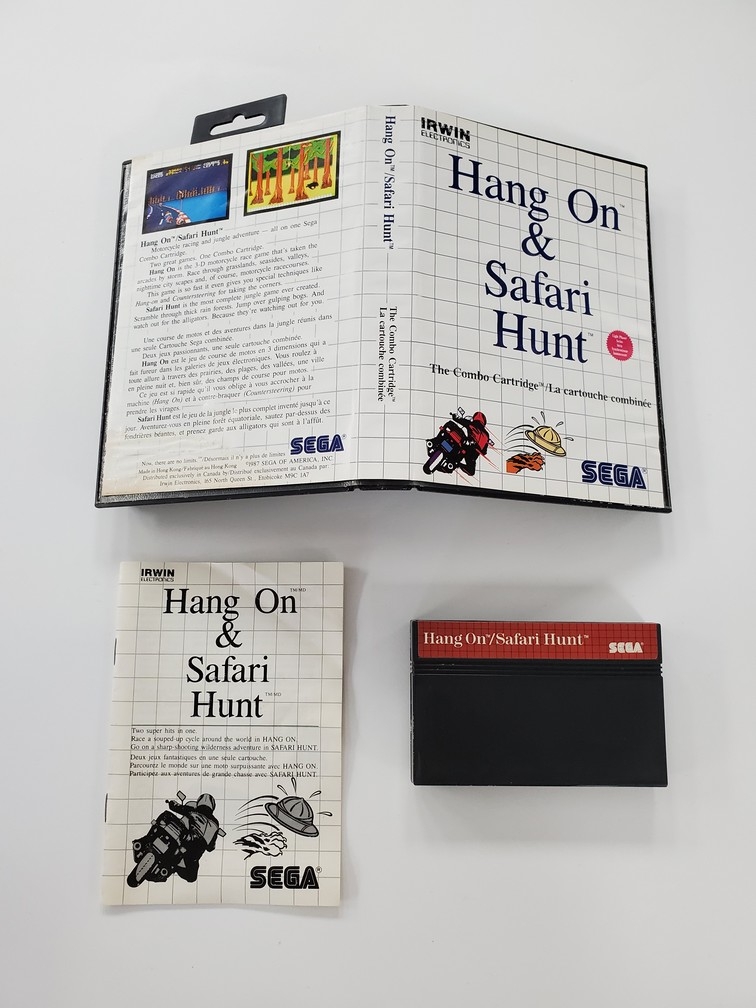 Hang On™/Safari Hunt™
Motorcycle racing and jungle adventure — all on one Sega
Combo Cartridge.
Two great games. One Combo Cartridge.
Hang On is the 3-D motorcycle race game that's taken the
arcades by storm. Race through grasslands, seasides, valleys,
nighttime city scapes and, of course, motorcycle racecourses.
This game is so fast it even gives you special techniques like
Hang-on and Countersteering for taking the corners.
Safari Hunt is the most complete jungle game ever created.
Scramble through thick rain forests. Jump over gulping bogs. And
watch out for the alligators. Because they're watching out for you.
Une course de motos et des aventures dans la jungle réunis dans
une seule Cartouche Sega combinée.
Deux jeux passionnants, une seule cartouche combinée.
Hang On est le jeu de course de motos en 3 dimensions qui a
fait fureur dans les galeries de jeux électroniques. Vous roulez à
toute allure à travers des prairies, des plages, des vallées, une ville
en pleine nuit et, bien sûr, des champs de course pour motos.
Ce jeu est si rapide qu'il vous oblige à vous accrocher à la
machine (Hang On) et à contre-braquer (Countersteering) pour
prendre les virages.
Safari Hunt est le jeu de la jungle le plus complet inventé jusqu'à ce
jour. Aventurez-vous en pleine forêt équatoriale, sautez par-dessus des
fondrières béantes, et prenez garde aux alligators qui sont à l'affût.
SEGA®
Now, there are no limits.™/Désormais il n'y a plus de limites
Made in Hong Kong/Fabriqué au Hong Kong ©1987 SEGA OF AMERICA, INC.
Distributed exclusively in Canada by/Distribué exclusivement au Canada par:
Irwin Electronics, 165 North Queen St., Etobicoke M9C 1A7
Hang On™/Safari Hunt™
The Combo Cartridge™
La cartouche combinée
IRWIN
ELECTRONICS
Hang On™
&
Safari
Hunt™
The Combo Cartridge™/La cartouche combinée
SEGA®
IRWIN
ELECTRONICS
Hang On TM/MD
&
Safari
Hunt TM/MD
Two super hits in one.
Race a souped-up cycle around the world in HANG ON.
Go on a sharp-shooting wilderness adventure in SAFARI HUNT.
Deux jeux fantastiques en une seule cartouche.
Parcourez le monde sur une moto surpuissante avec HANG ON.
Participez aux aventures de grande chasse avec SAFARI HUNT.
SEGA®
Hang On™/Safari Hunt™
SEGA®